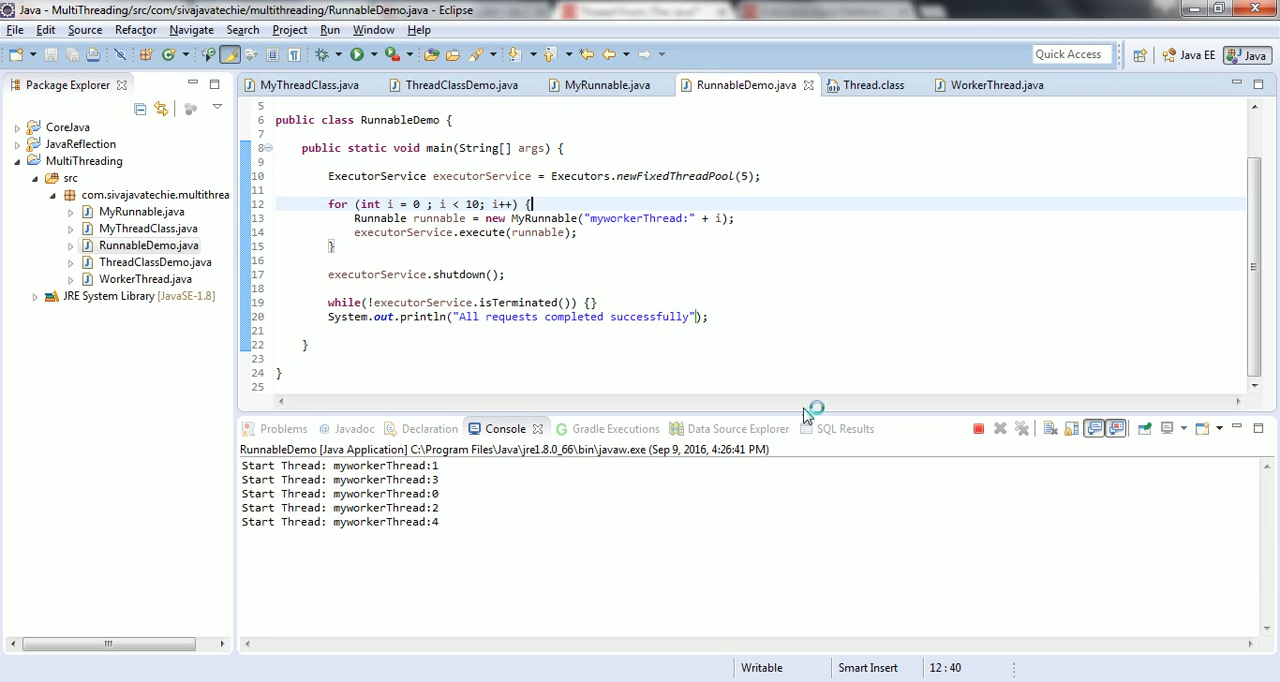 Java - MultiThreading/src/com/sivajavatechie/multithreading/RunnableDemo.java - Eclipse
File Edit Source Refactor Navigate Search Project Run Window Help
Quick Access Java EE Java
Package Explorer
MyThreadClass.java ThreadClassDemo.java MyRunnable.java RunnableDemo.java Thread.class WorkerThread.java
CoreJava
JavaReflection
MultiThreading
src
com.sivajavatechie.multithrea
MyRunnable.java
MyThreadClass.java
RunnableDemo.java
ThreadClassDemo.java
WorkerThread.java
JRE System Library [JavaSE-1.8]
5
6 public class RunnableDemo {
7
8 public static void main(String[] args) {
9
10 ExecutorService executorService = Executors.newFixedThreadPool(5);
11
12 for (int i = 0 ; i < 10; i++) {
13 Runnable runnable = new MyRunnable("myworkerThread:" + i);
14 executorService.execute(runnable);
15 }
16
17 executorService.shutdown();
18
19 while(!executorService.isTerminated()) {}
20 System.out.println("All requests completed successfully");
21
22 }
23
24 }
25
Problems @ Javadoc Declaration Console Gradle Executions Data Source Explorer SQL Results
RunnableDemo [Java Application] C:\Program Files\Java\jre1.8.0_66\bin\javaw.exe (Sep 9, 2016, 4:26:41 PM)
Start Thread: myworkerThread:1
Start Thread: myworkerThread:3
Start Thread: myworkerThread:0
Start Thread: myworkerThread:2
Start Thread: myworkerThread:4
Writable Smart Insert 12 : 40